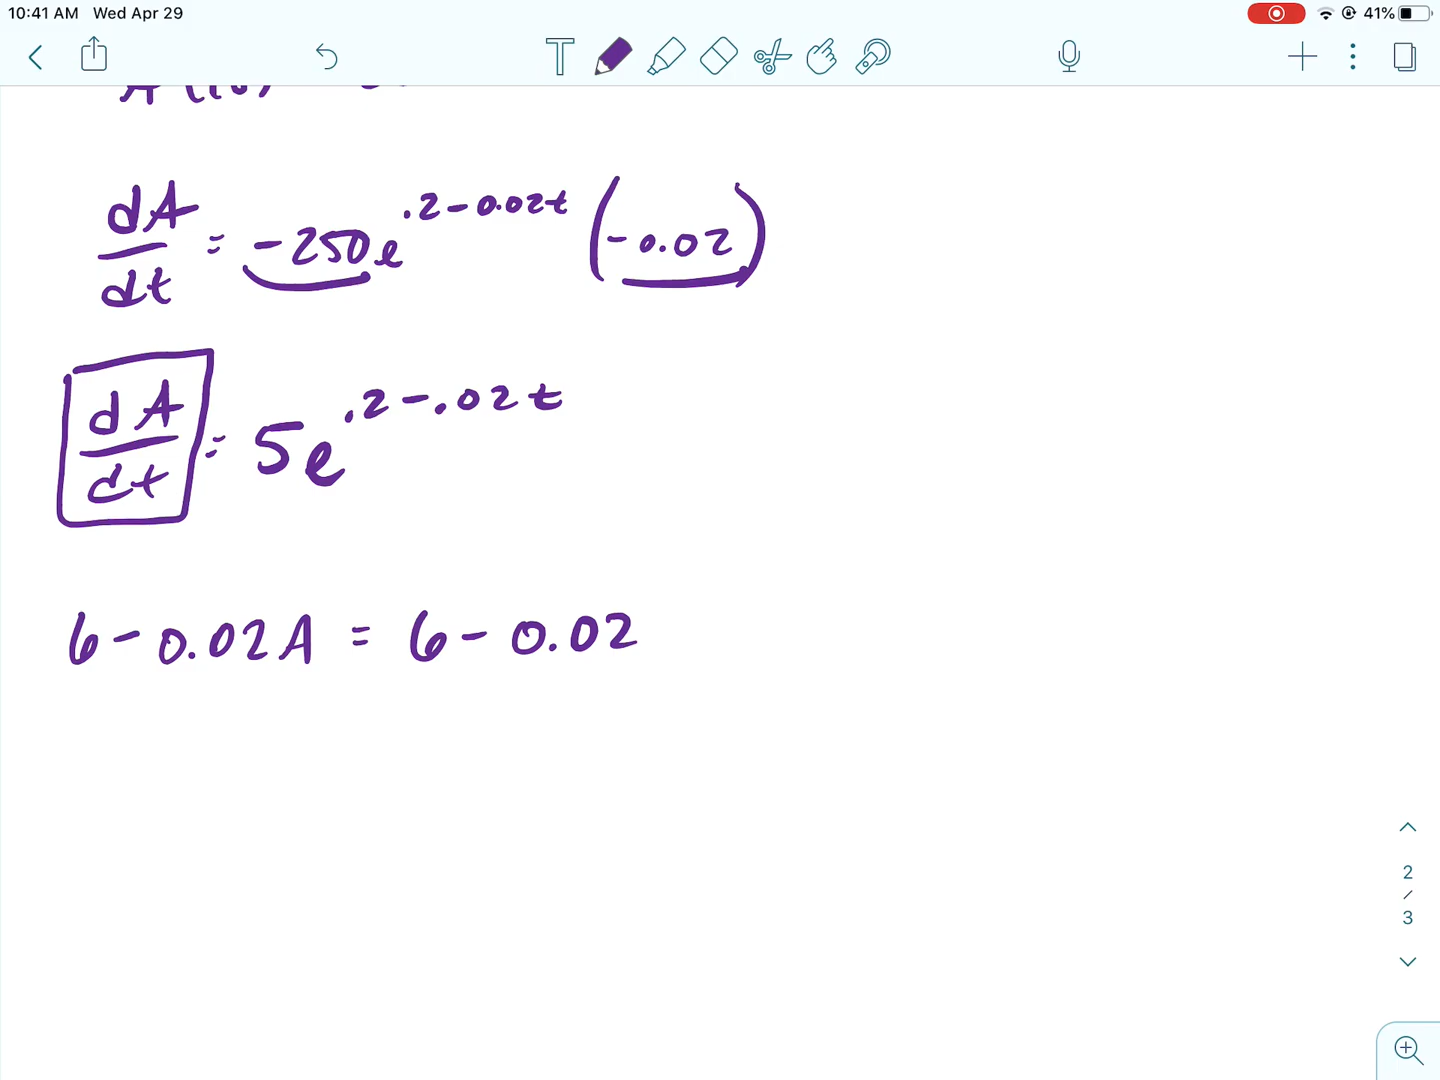 10:41 AM Wed Apr 29 41%
T
dA/dt = -250e^.2-0.02t (-0.02)
dA/dt = 5e^.2-.02t
6-0.02A = 6-0.02
2
/
3